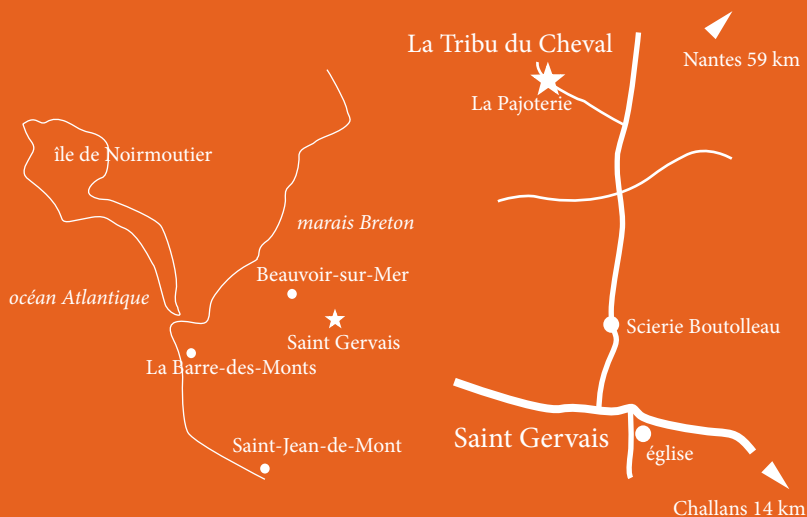 île de Noirmoutier
marais Breton
océan Atlantique
Beauvoir-sur-Mer
Saint Gervais
La Barre-des-Monts
Saint-Jean-de-Mont
La Tribu du Cheval
La Pajoterie
Nantes 59 km
Scierie Boutolleau
Saint Gervais
église
Challans 14 km